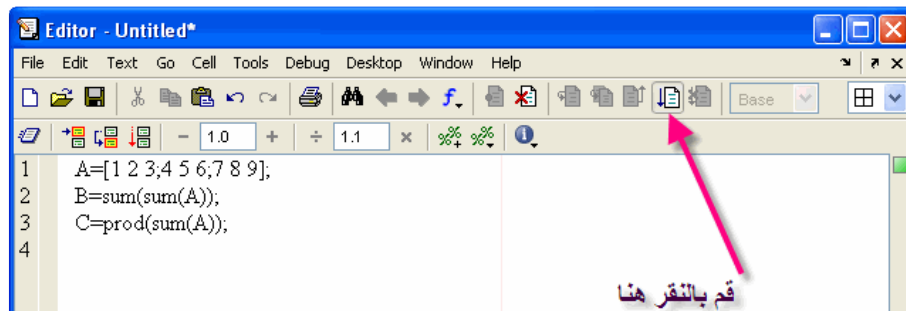 Editor - Untitled*
File Edit Text Go Cell Tools Debug Desktop Window Help
Base
1.0 1.1
1 A=[1 2 3;4 5 6;7 8 9];
2 B=sum(sum(A));
3 C=prod(sum(A));
4
قم بالنقر هنا